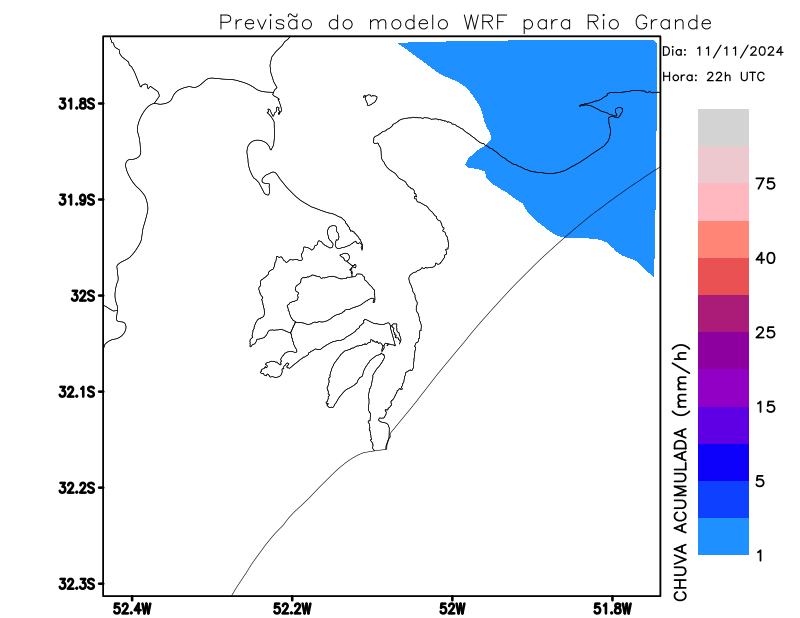 Previsão do modelo WRF para Rio Grande
Dia: 11/11/2024
Hora: 22h UTC
31.8S
31.9S
32S
32.1S
32.2S
32.3S
52.4W
52.2W
52W
51.8W
CHUVA ACUMULADA (mm/h)
75
40
25
15
5
1